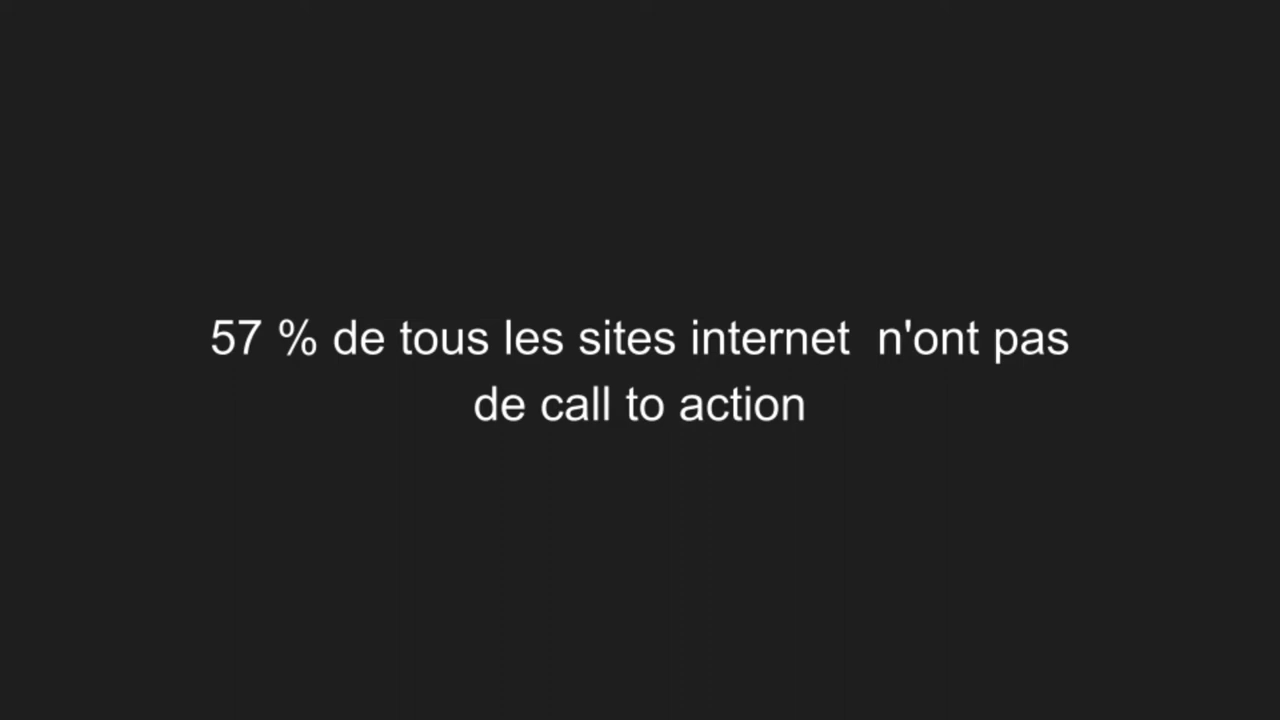 57 % de tous les sites internet  n'ont pas
de call to action